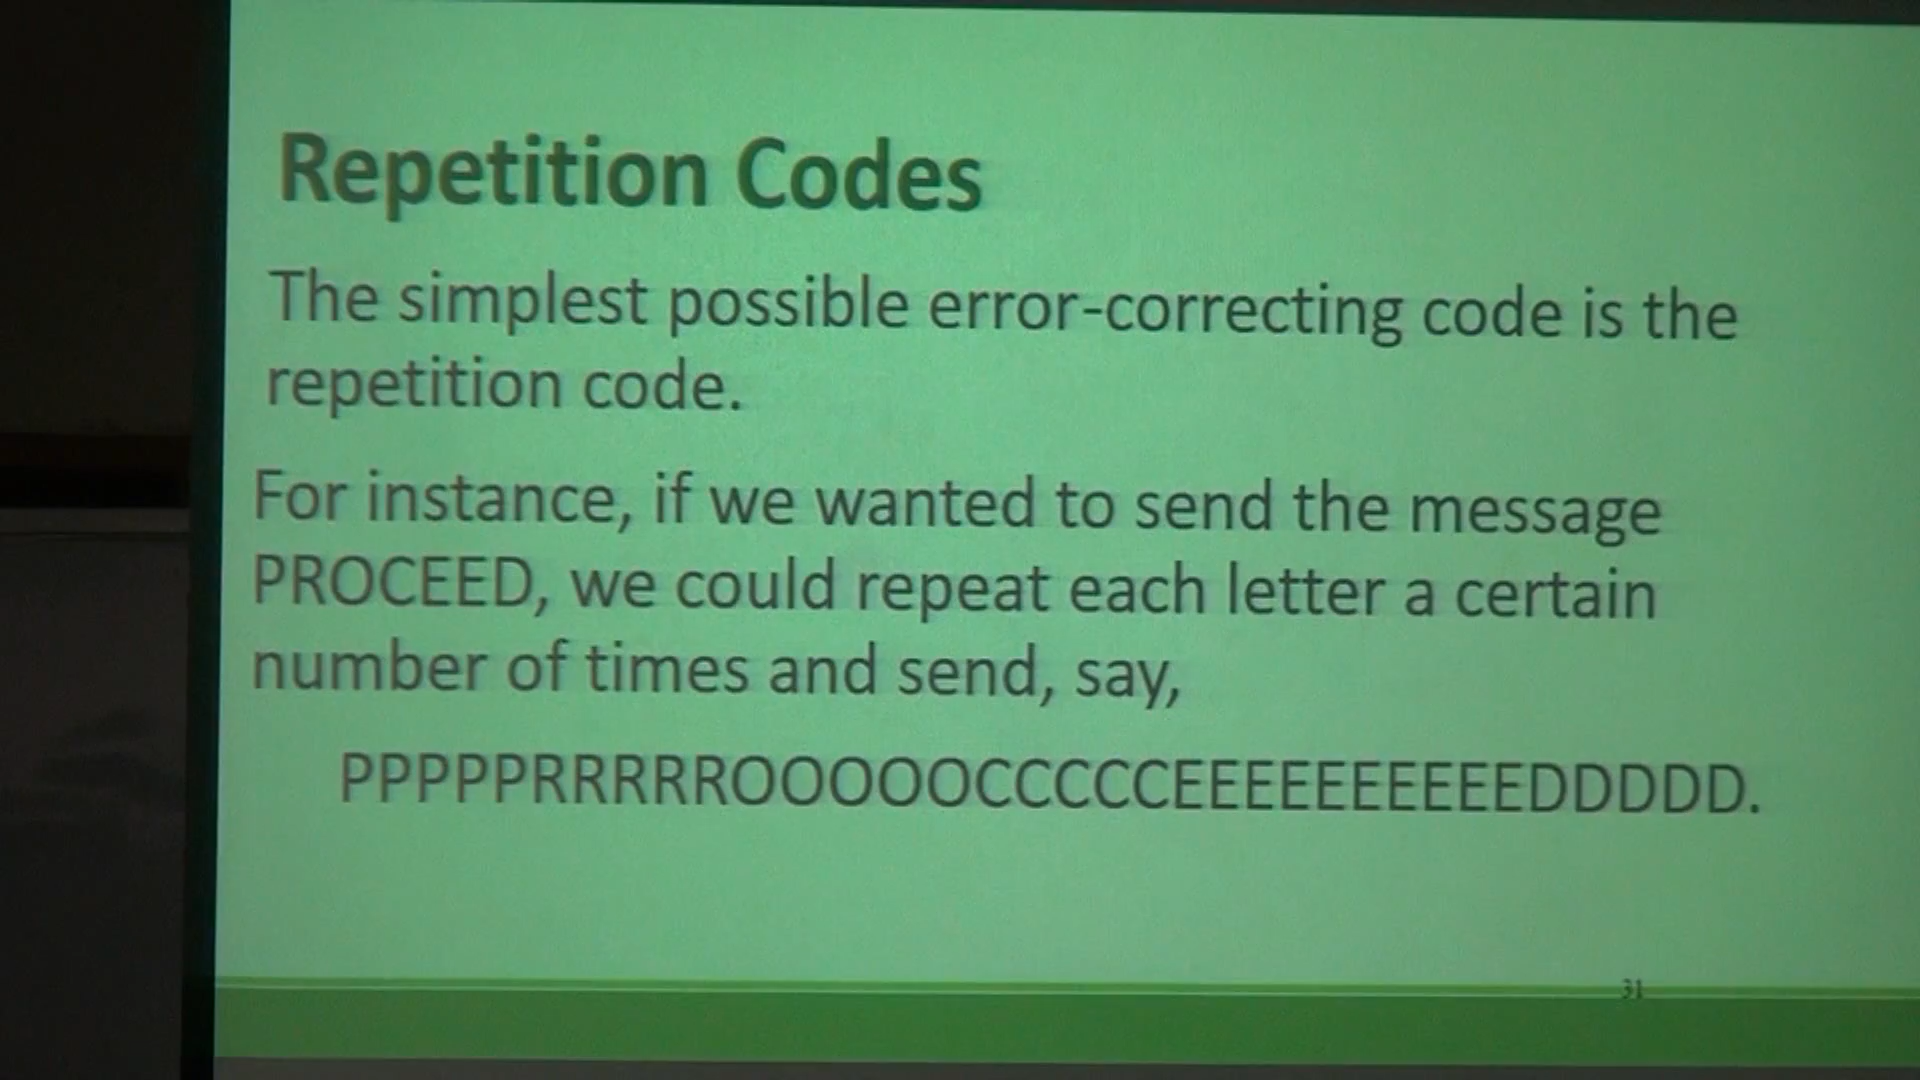 Repetition Codes
The simplest possible error-correcting code is the
repetition code.
For instance, if we wanted to send the message
PROCEED, we could repeat each letter a certain
number of times and send, say,
PPPPPRRRRROOOOOCCCCCEEEEEEEEEEDDDDD.
31